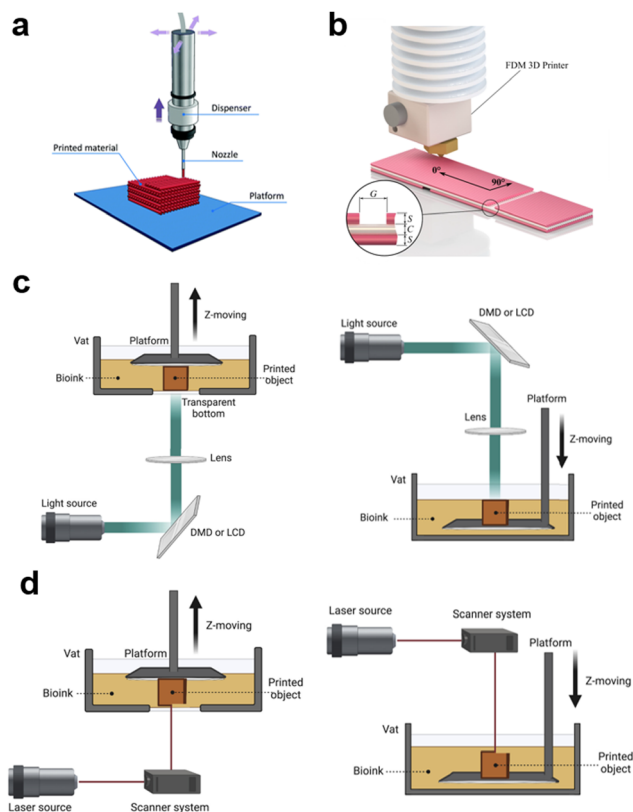 a
Dispenser
Printed material
Nozzle
Platform
b
FDM 3D Printer
0°
90°
G
S
C
S
c
Z-moving
Vat
Platform
Bioink
Printed
object
Transparent
bottom
Lens
Light source
DMD or LCD
DMD or LCD
Light source
Platform
Lens
Z-moving
Vat
Bioink
Printed
object
d
Z-moving
Platform
Vat
Bioink
Printed
object
Laser source
Scanner system
Laser source
Scanner system
Platform
Z-moving
Vat
Bioink
Printed
object